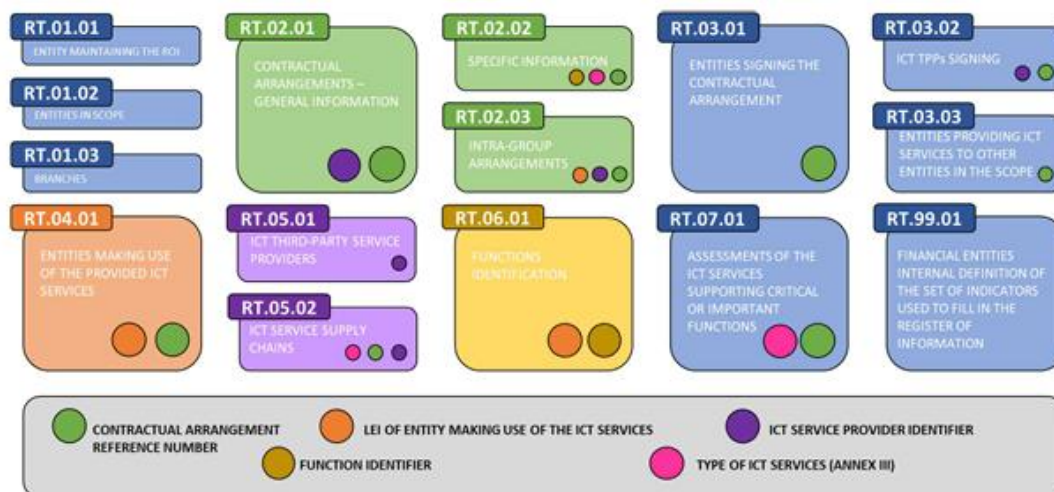 RT.01.01
ENTITY MAINTAINING THE ROI
RT.01.02
ENTITIES IN SCOPE
RT.01.03
BRANCHES
RT.02.01
CONTRACTUAL
ARRANGEMENTS –
GENERAL INFORMATION
RT.02.02
SPECIFIC INFORMATION
RT.02.03
INTRA-GROUP
ARRANGEMENTS
RT.03.01
ENTITIES SIGNING THE
CONTRACTUAL
ARRANGEMENT
RT.03.02
ICT TPPs SIGNING
RT.03.03
ENTITIES PROVIDING ICT
SERVICES TO OTHER
ENTITIES IN THE SCOPE
RT.04.01
ENTITIES MAKING USE
OF THE PROVIDED ICT
SERVICES
RT.05.01
ICT THIRD-PARTY SERVICE
PROVIDERS
RT.05.02
ICT SERVICE SUPPLY
CHAINS
RT.06.01
FUNCTIONS
IDENTIFICATION
RT.07.01
ASSESSMENTS OF THE
ICT SERVICES
SUPPORTING CRITICAL
OR IMPORTANT
FUNCTIONS
RT.99.01
FINANCIAL ENTITIES
INTERNAL DEFINITION OF
THE SET OF INDICATORS
USED TO FILL IN THE
REGISTER OF
INFORMATION
CONTRACTUAL ARRANGEMENT
REFERENCE NUMBER
LEI OF ENTITY MAKING USE OF THE ICT SERVICES
ICT SERVICE PROVIDER IDENTIFIER
FUNCTION IDENTIFIER
TYPE OF ICT SERVICES (ANNEX III)